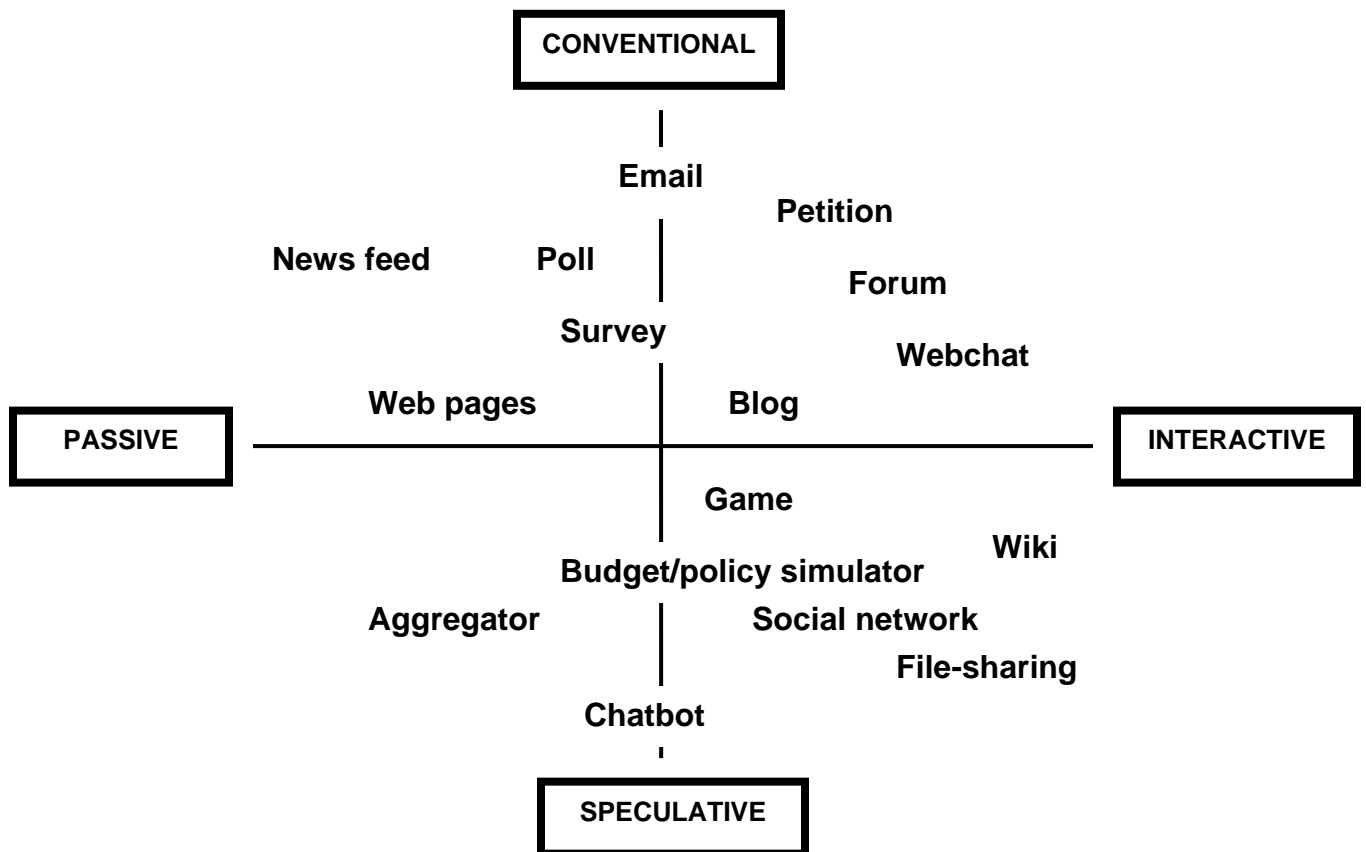 CONVENTIONAL
Email
Petition
News feed
Poll
Forum
Survey
Webchat
Web pages
Blog
PASSIVE
INTERACTIVE
Game
Wiki
Budget/policy simulator
Aggregator
Social network
File-sharing
Chatbot
SPECULATIVE